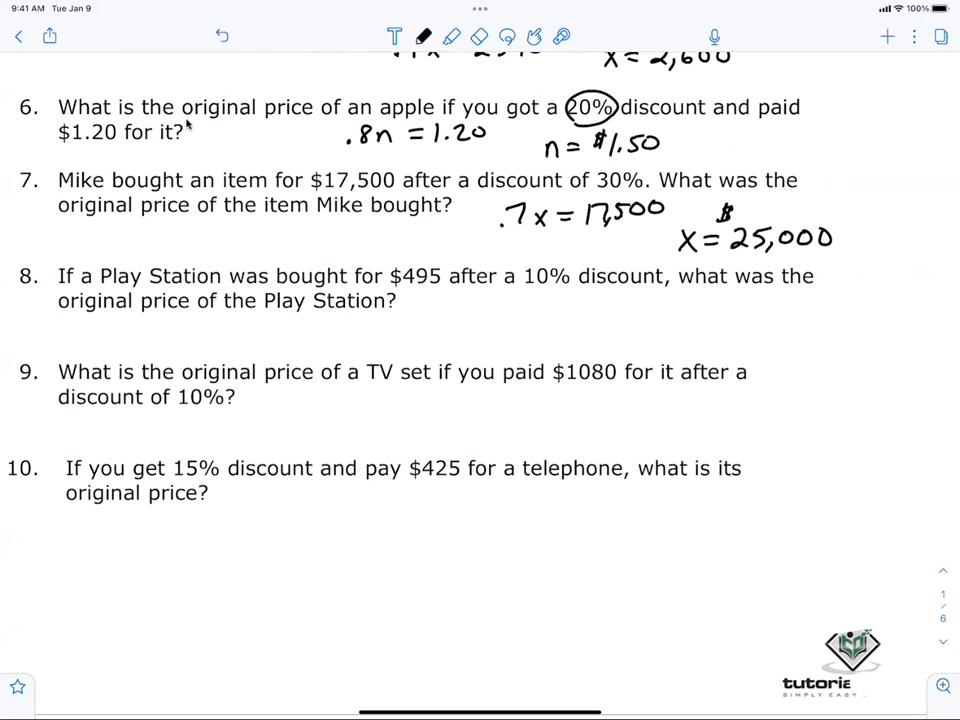 9:41 AM Tue Jan 9
100%
x = 2,600
6. What is the original price of an apple if you got a 20% discount and paid
$1.20 for it?
.8n = 1.20
n = $1.50
7. Mike bought an item for $17,500 after a discount of 30%. What was the
original price of the item Mike bought?
.7x = 17,500
$
x = 25,000
8. If a Play Station was bought for $495 after a 10% discount, what was the
original price of the Play Station?
9. What is the original price of a TV set if you paid $1080 for it after a
discount of 10%?
10. If you get 15% discount and pay $425 for a telephone, what is its
original price?
1
/
6
tutorie
SIMPLY EASY